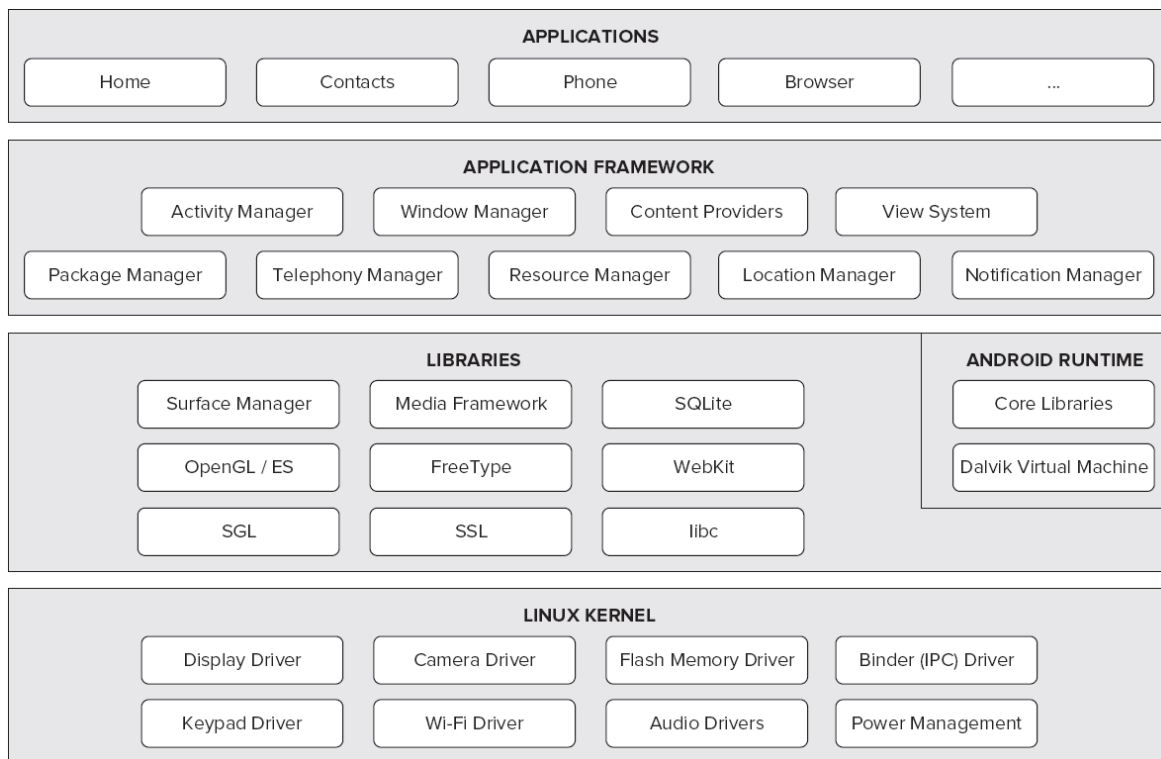 APPLICATIONS
Home Contacts Phone Browser ...
APPLICATION FRAMEWORK
Activity Manager Window Manager Content Providers View System
Package Manager Telephony Manager Resource Manager Location Manager Notification Manager
LIBRARIES ANDROID RUNTIME
Surface Manager Media Framework SQLite Core Libraries
OpenGL / ES FreeType WebKit Dalvik Virtual Machine
SGL SSL libc
LINUX KERNEL
Display Driver Camera Driver Flash Memory Driver Binder (IPC) Driver
Keypad Driver Wi-Fi Driver Audio Drivers Power Management